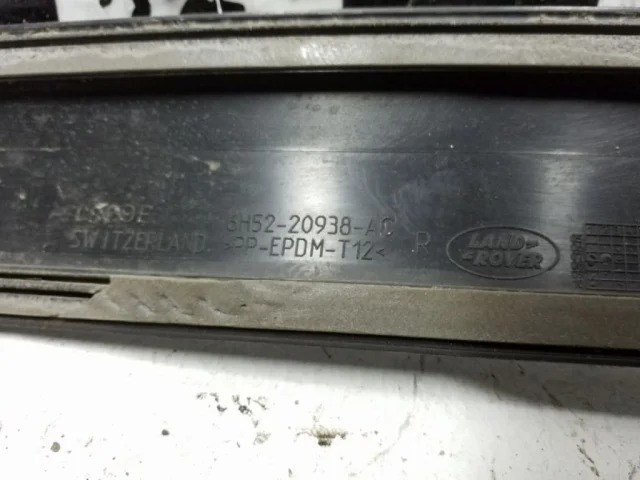 6H52-20938-AC
SWITZERLAND. >PP-EPDM-T12< R
LAND
ROVER